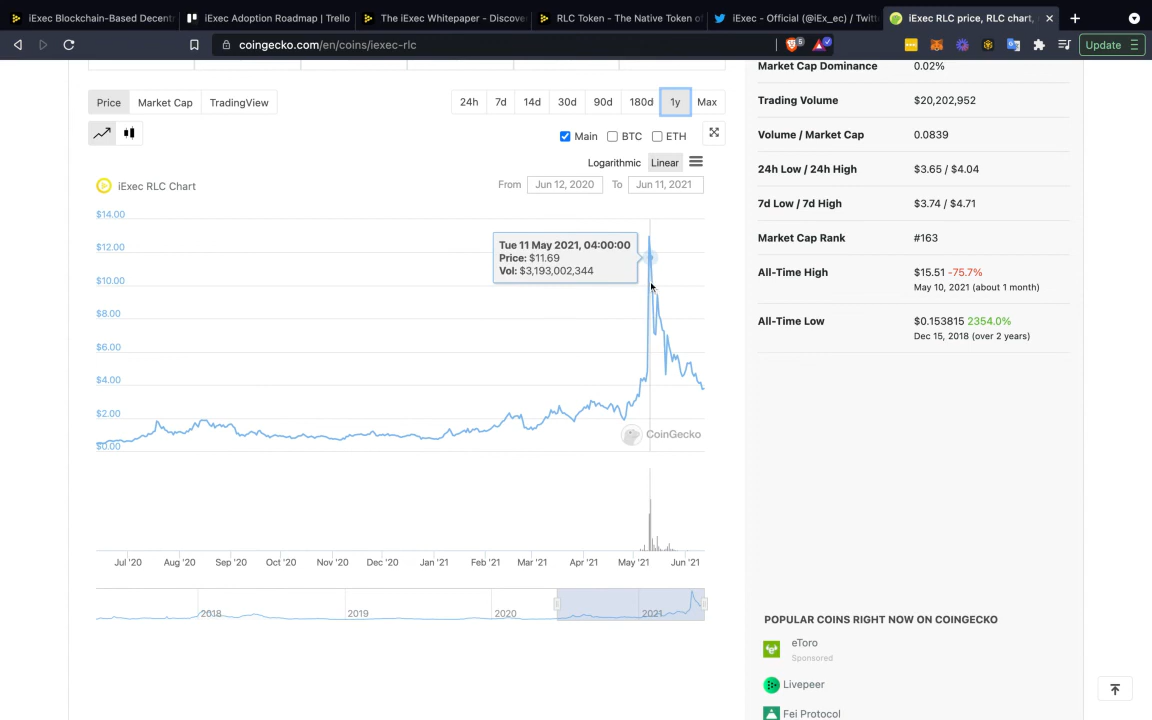 iExec Blockchain-Based Decent
iExec Adoption Roadmap | Trello
The iExec Whitepaper - Discove
RLC Token - The Native Token of
iExec - Official (@iEx_ec) / Twitt
iExec RLC price, RLC chart,
coingecko.com/en/coins/iexec-rlc
5
Update
Price
Market Cap
TradingView
24h
7d
14d
30d
90d
180d
1y
Max
Main
BTC
ETH
Logarithmic
Linear
iExec RLC Chart
From
Jun 12, 2020
To
Jun 11, 2021
$14.00
$12.00
$10.00
$8.00
$6.00
$4.00
$2.00
$0.00
Tue 11 May 2021, 04:00:00
Price: $11.69
Vol: $3,193,002,344
CoinGecko
Jul '20
Aug '20
Sep '20
Oct '20
Nov '20
Dec '20
Jan '21
Feb '21
Mar '21
Apr '21
May '21
Jun '21
2018
2019
2020
2021
Market Cap Dominance
0.02%
Trading Volume
$20,202,952
Volume / Market Cap
0.0839
24h Low / 24h High
$3.65 / $4.04
7d Low / 7d High
$3.74 / $4.71
Market Cap Rank
#163
All-Time High
$15.51 -75.7%
May 10, 2021 (about 1 month)
All-Time Low
$0.153815 2354.0%
Dec 15, 2018 (over 2 years)
POPULAR COINS RIGHT NOW ON COINGECKO
eToro
Sponsored
Livepeer
Fei Protocol